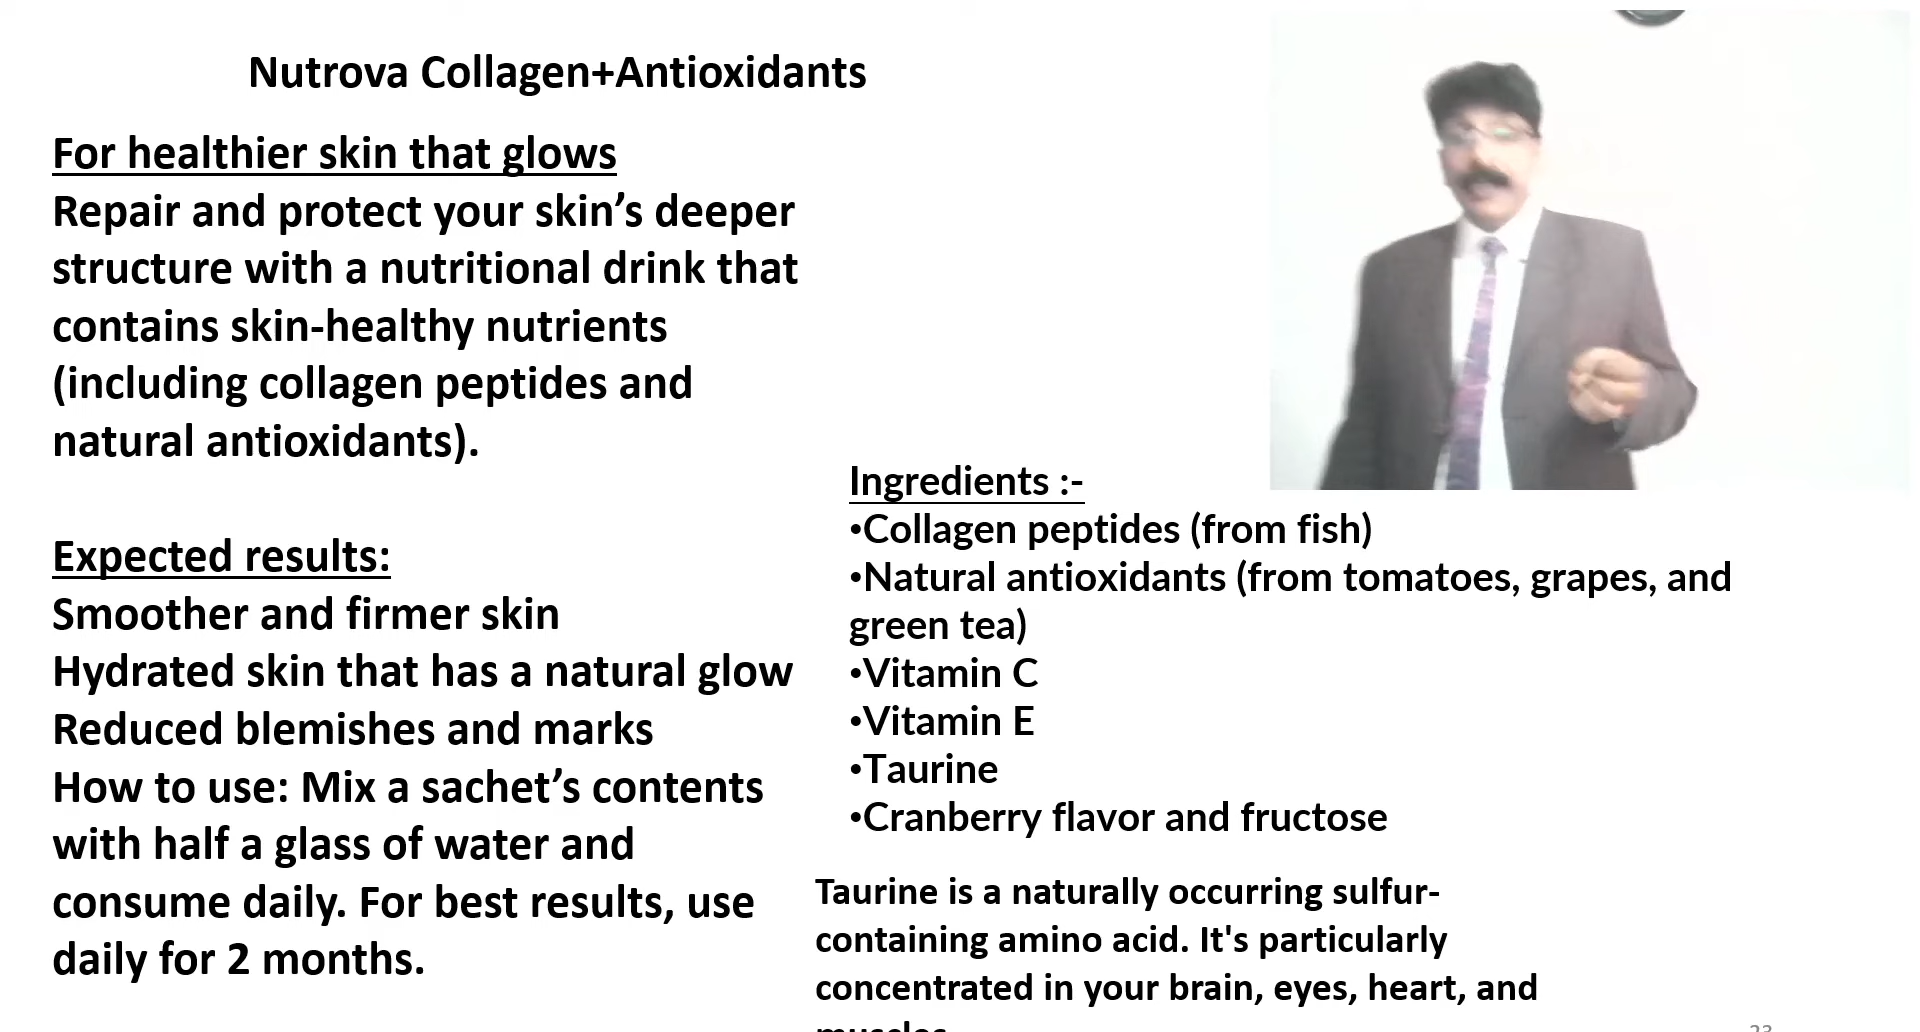 Nutrova Collagen+Antioxidants
For healthier skin that glows
Repair and protect your skin’s deeper
structure with a nutritional drink that
contains skin-healthy nutrients
(including collagen peptides and
natural antioxidants).
Expected results:
Smoother and firmer skin
Hydrated skin that has a natural glow
Reduced blemishes and marks
How to use: Mix a sachet’s contents
with half a glass of water and
consume daily. For best results, use
daily for 2 months.
Ingredients :-
•Collagen peptides (from fish)
•Natural antioxidants (from tomatoes, grapes, and
green tea)
•Vitamin C
•Vitamin E
•Taurine
•Cranberry flavor and fructose
Taurine is a naturally occurring sulfur-
containing amino acid. It's particularly
concentrated in your brain, eyes, heart, and